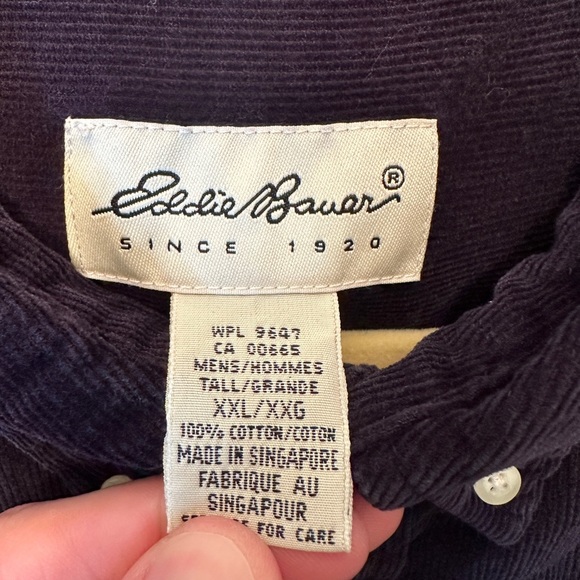 Eddie Bauer®
SINCE 1920
WPL 9647
CA 00665
MENS/HOMMES
TALL/GRANDE
XXL/XXG
100% COTTON/COTON
MADE IN SINGAPORE
FABRIQUE AU
SINGAPOUR
FOR CARE